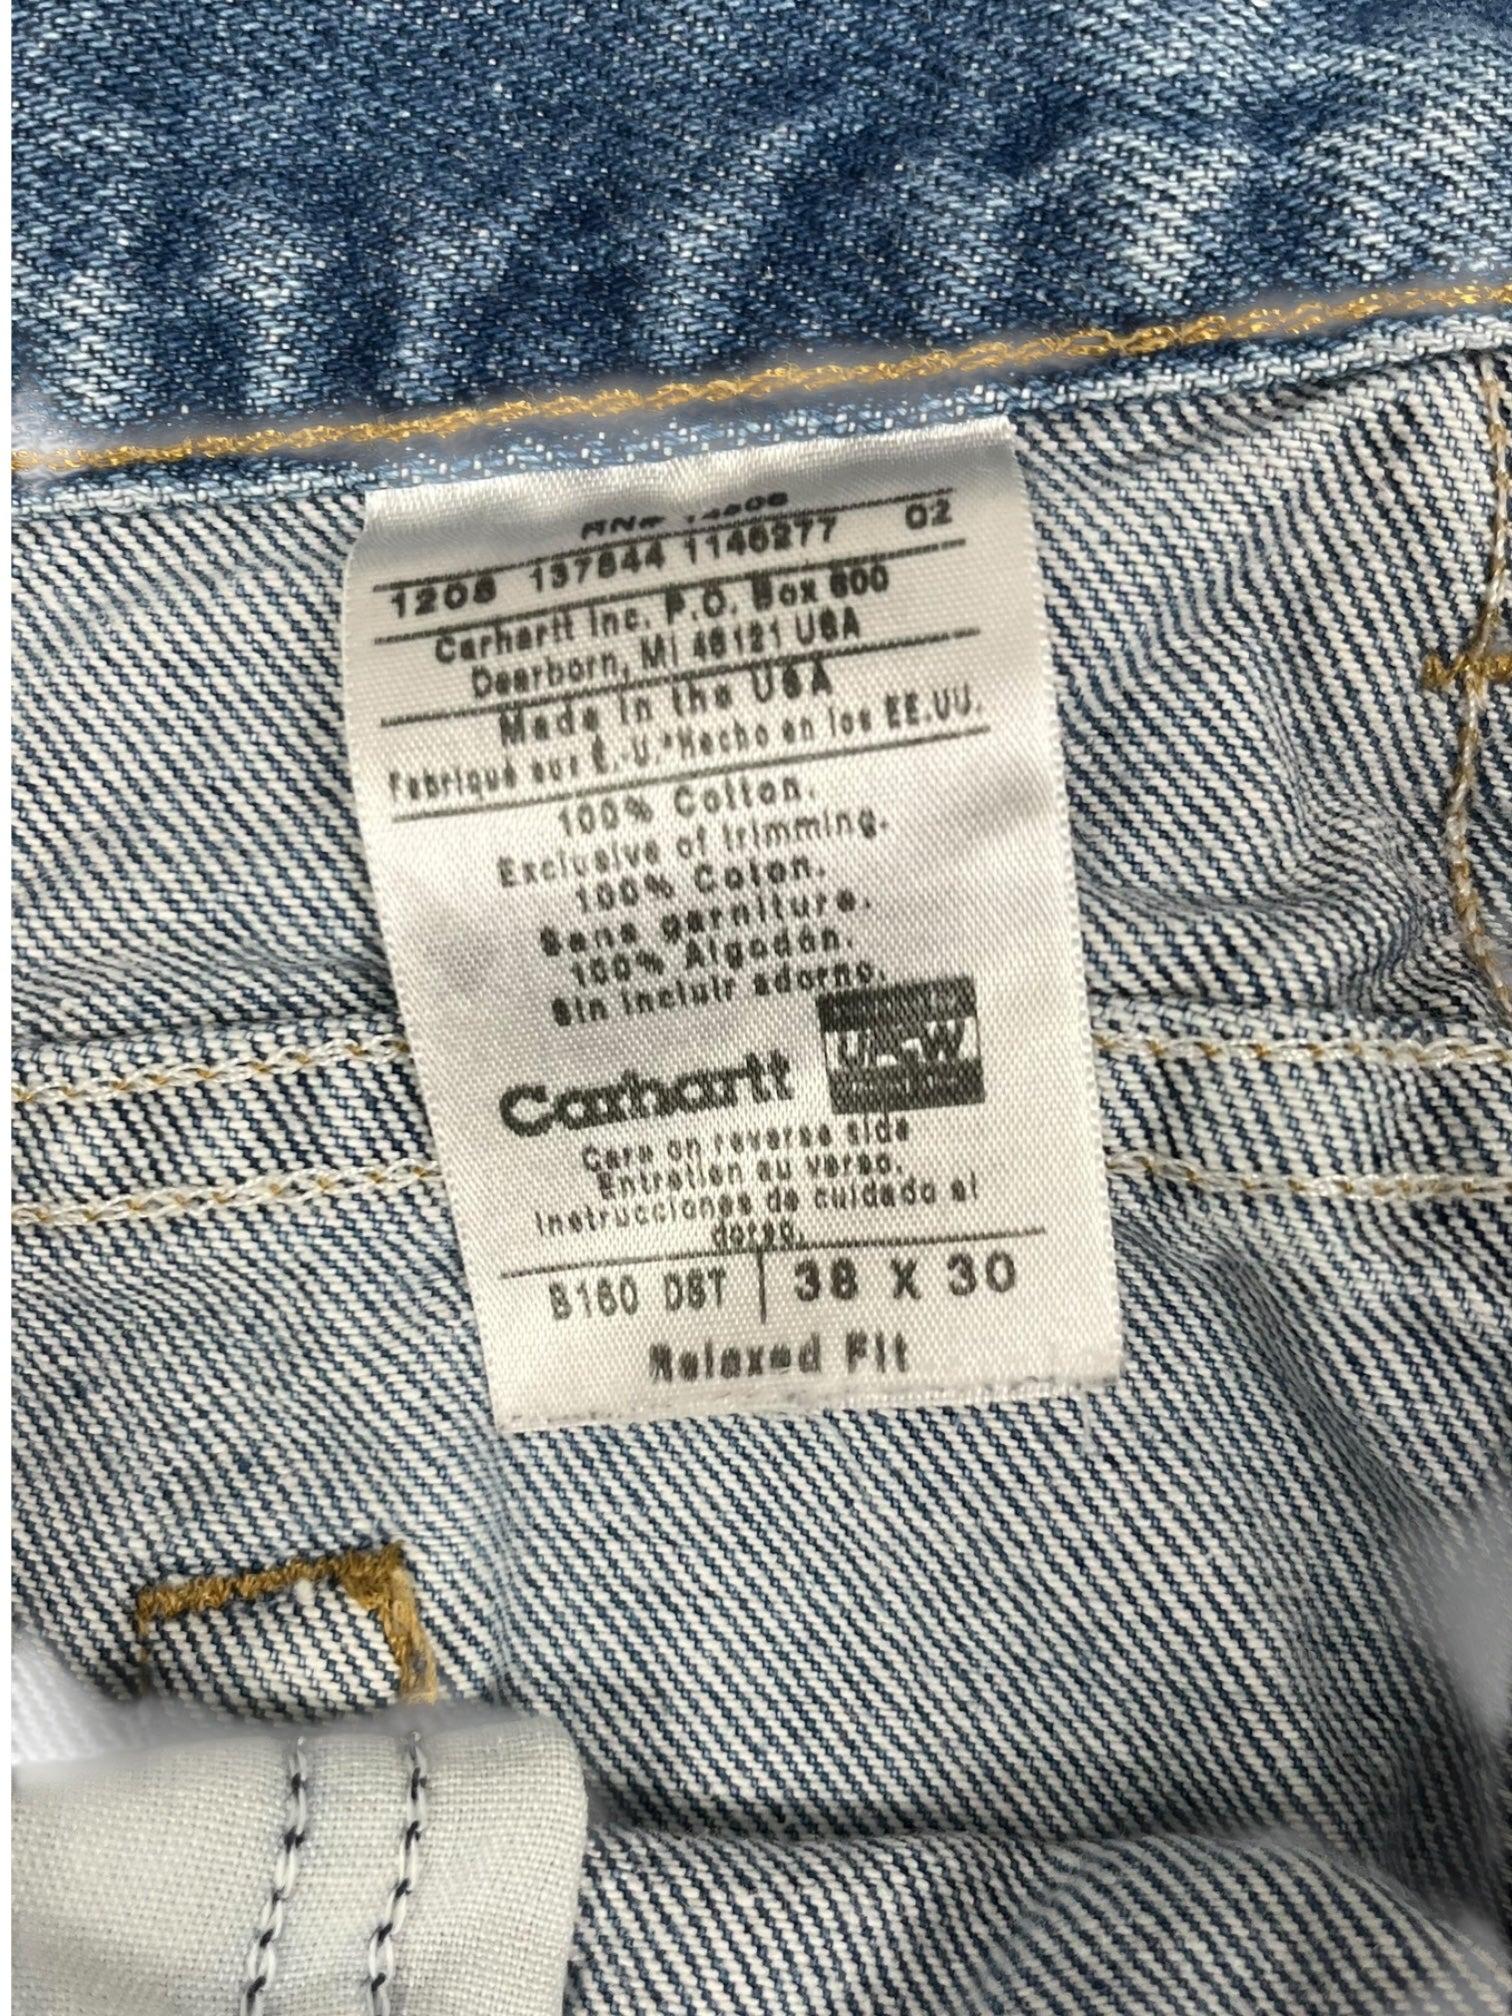 RN# 14806
1208 137644 1146277 02
Carhartt Inc. P.O. Box 600
Dearborn, MI 48121 USA
Made in the USA
Fabriqué aux É.-U.*Hecho en los EE.UU.
100% Cotton.
Exclusive of trimming.
100% Coton.
Sans garniture.
100% Algodón.
Sin incluir adorno.
Carhartt
Care on reverse side
Entretien au verso.
Instrucciones de cuidado al
dorso.
B160 DST 38 X 30
Relaxed Fit